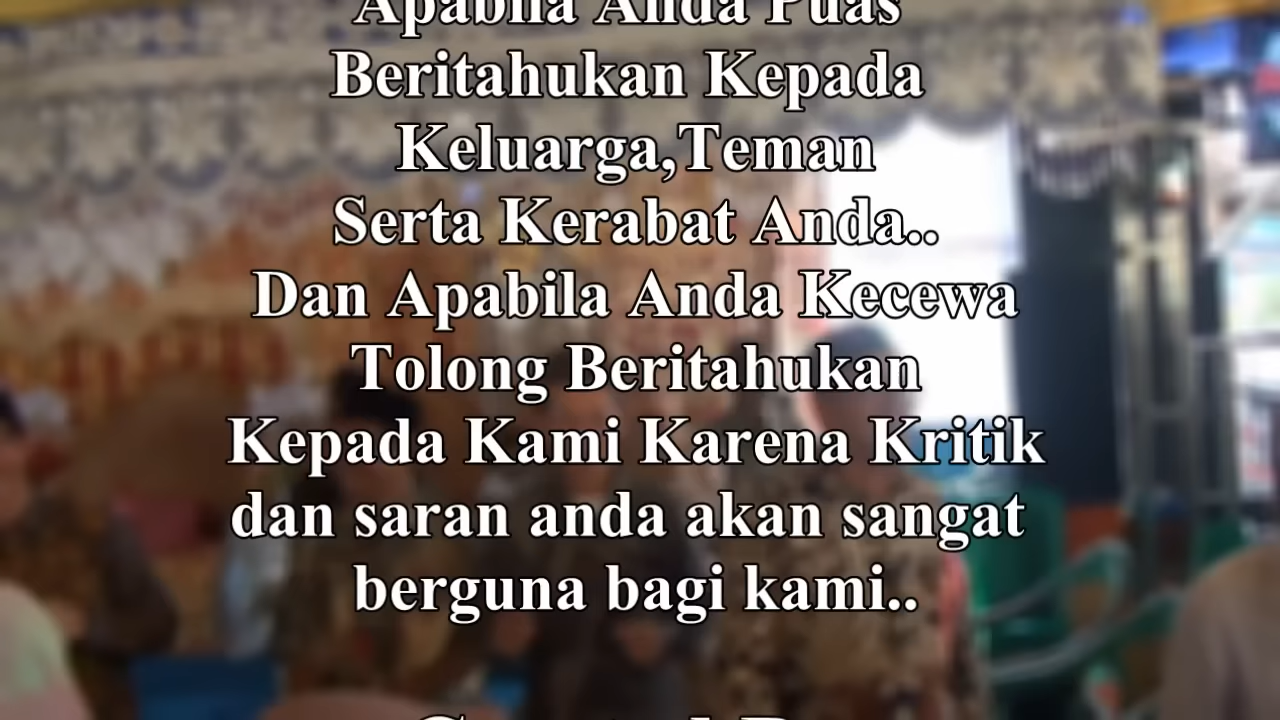 Apabila Anda Puas
Beritahukan Kepada
Keluarga,Teman
Serta Kerabat Anda..
Dan Apabila Anda Kecewa
Tolong Beritahukan
Kepada Kami Karena Kritik
dan saran anda akan sangat
berguna bagi kami..